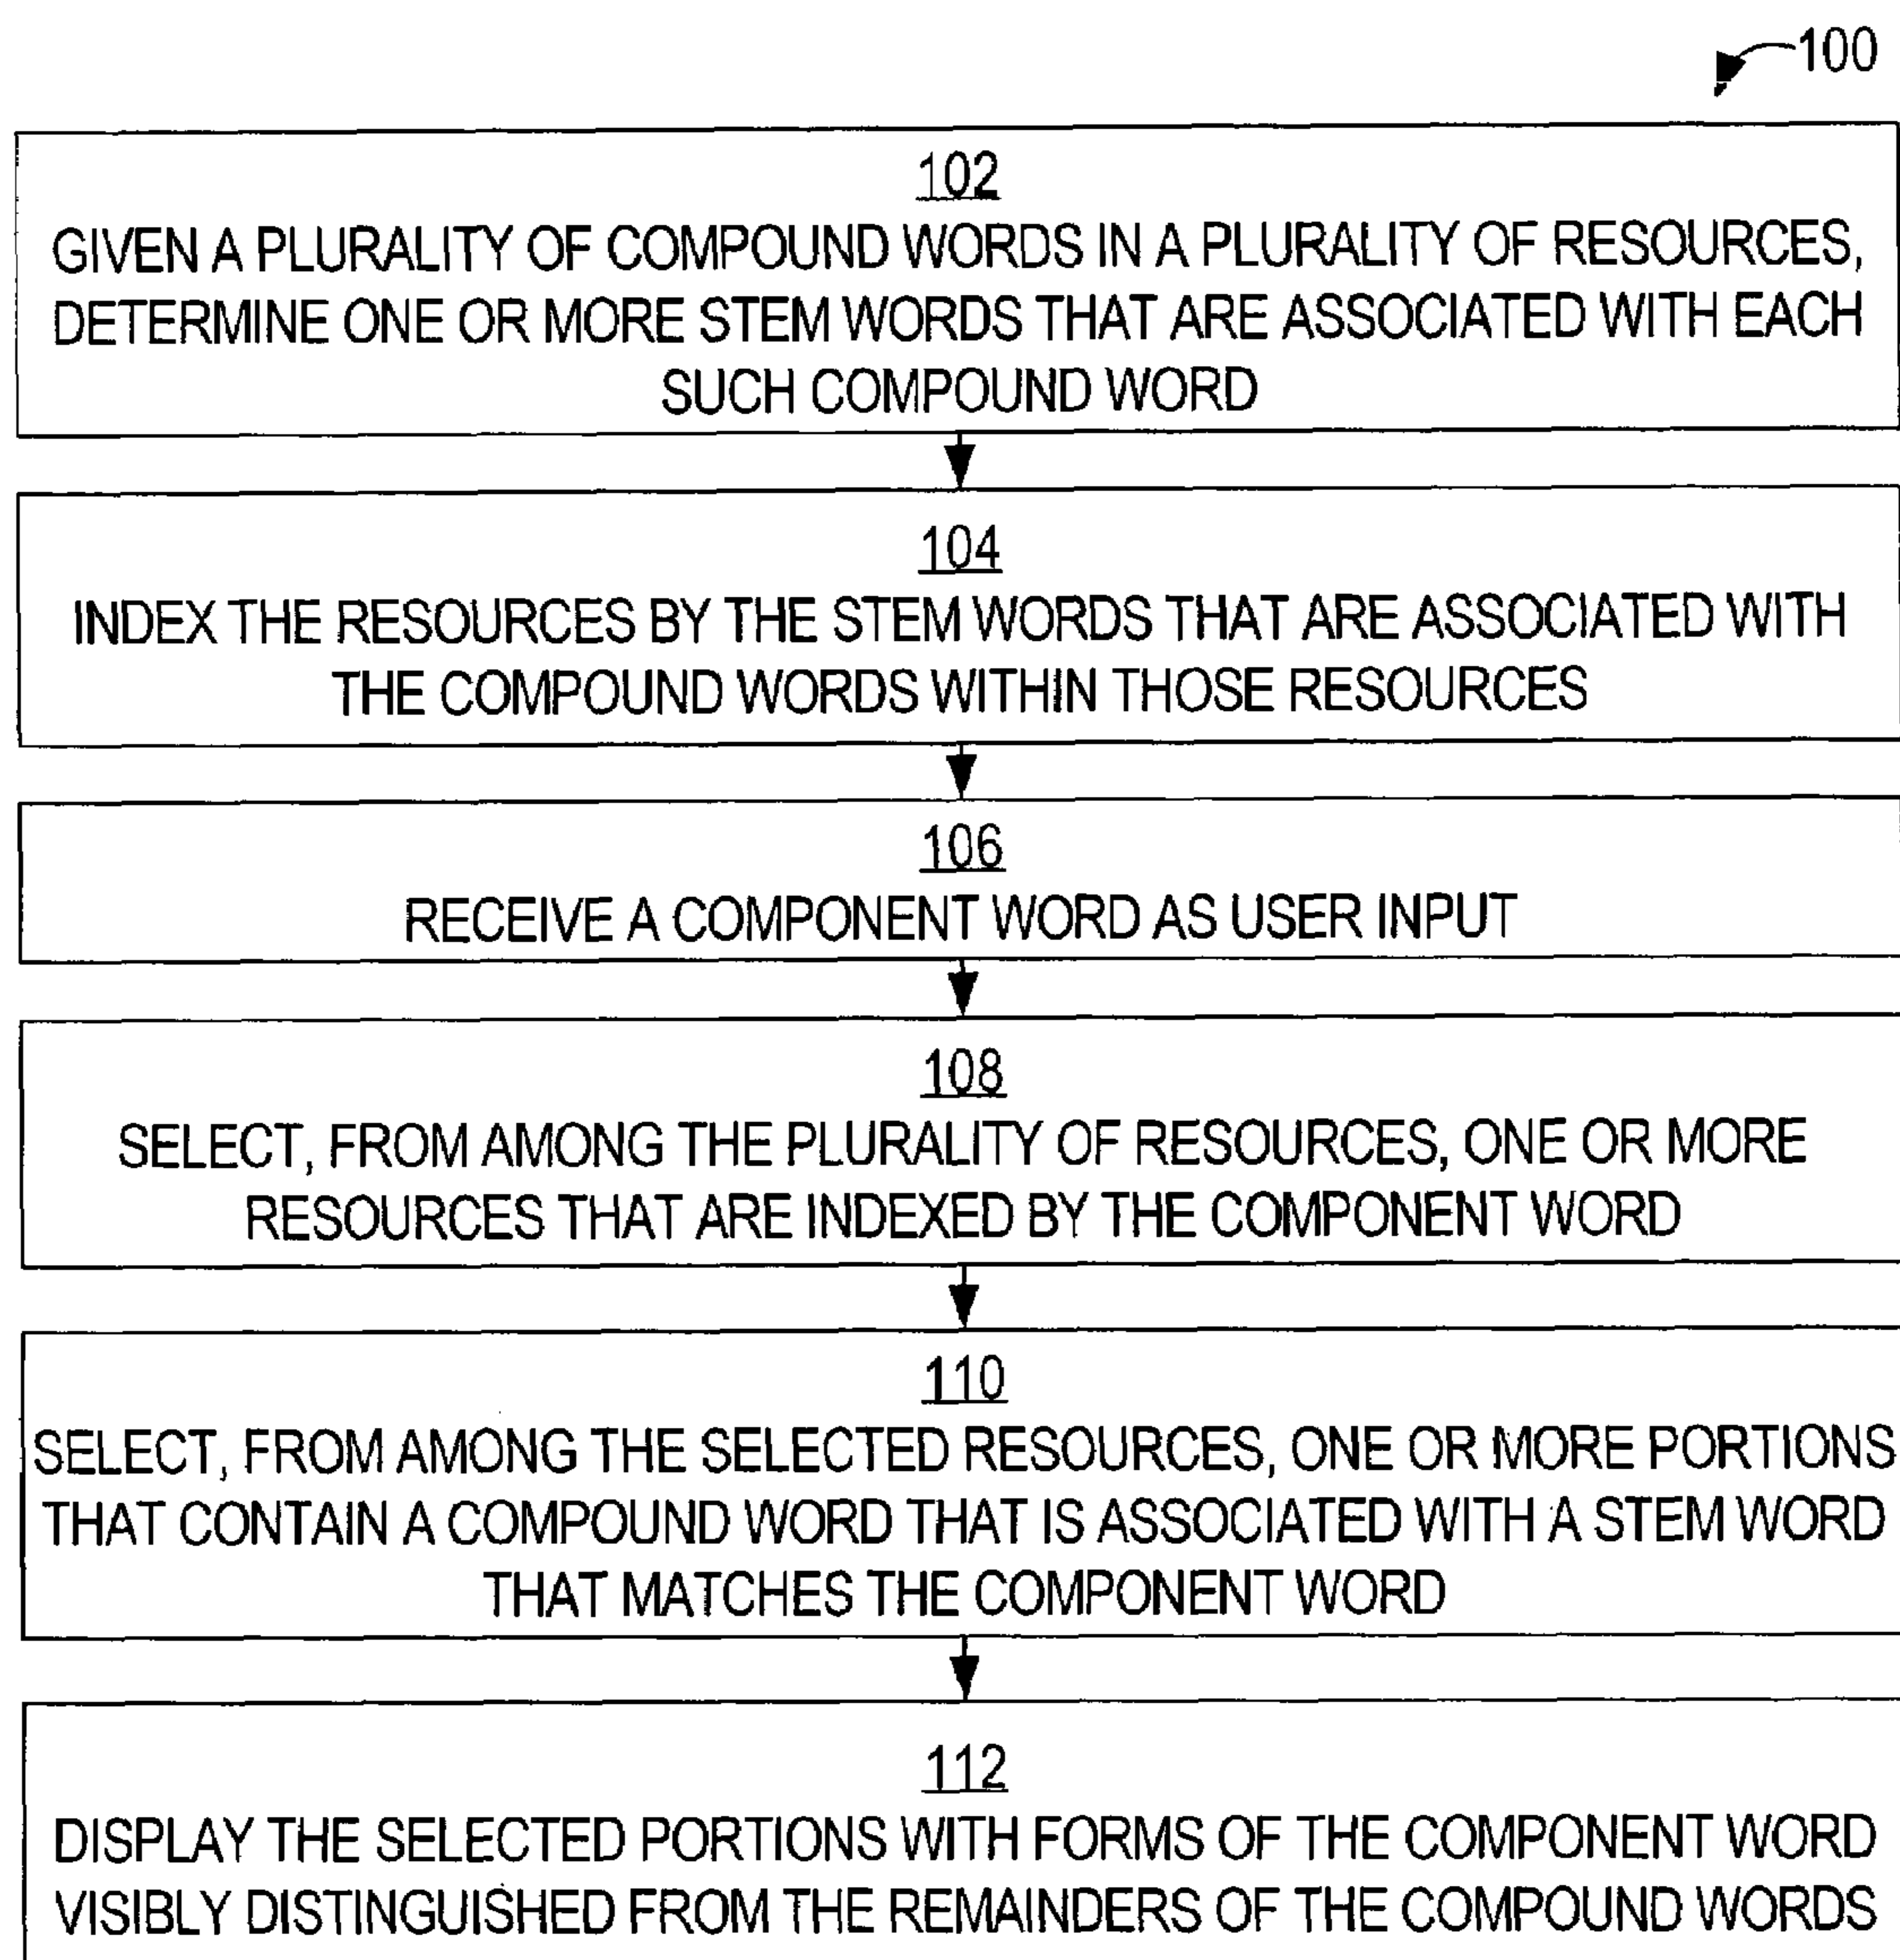 100
102
GIVEN A PLURALITY OF COMPOUND WORDS IN A PLURALITY OF RESOURCES,
DETERMINE ONE OR MORE STEM WORDS THAT ARE ASSOCIATED WITH EACH
SUCH COMPOUND WORD
104
INDEX THE RESOURCES BY THE STEM WORDS THAT ARE ASSOCIATED WITH
THE COMPOUND WORDS WITHIN THOSE RESOURCES
106
RECEIVE A COMPONENT WORD AS USER INPUT
108
SELECT, FROM AMONG THE PLURALITY OF RESOURCES, ONE OR MORE
RESOURCES THAT ARE INDEXED BY THE COMPONENT WORD
110
SELECT, FROM AMONG THE SELECTED RESOURCES, ONE OR MORE PORTIONS
THAT CONTAIN A COMPOUND WORD THAT IS ASSOCIATED WITH A STEM WORD
THAT MATCHES THE COMPONENT WORD
112
DISPLAY THE SELECTED PORTIONS WITH FORMS OF THE COMPONENT WORD
VISIBLY DISTINGUISHED FROM THE REMAINDERS OF THE COMPOUND WORDS